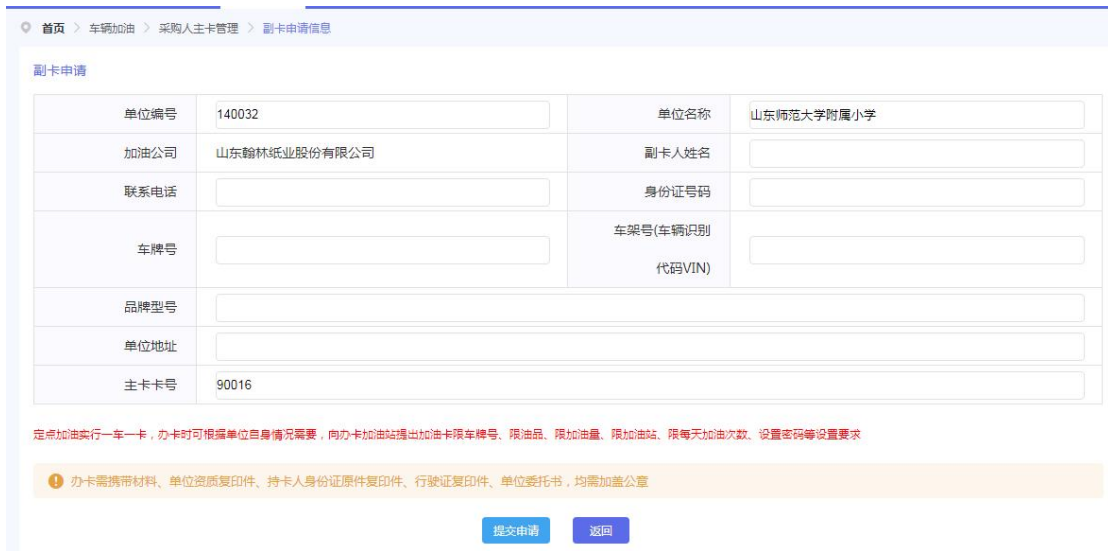 首页 > 车辆加油 > 采购人主卡管理 > 副卡申请信息
副卡申请
单位编号 140032 单位名称 山东师范大学附属小学
加油公司 山东翰林纸业股份有限公司 副卡人姓名
联系电话 身份证号码
车牌号 车架号(车辆识别
代码VIN)
品牌型号
单位地址
主卡卡号 90016
定点加油实行一车一卡，办卡时可根据单位自身情况需要，向办卡加油站提出加油卡限车牌号、限油品、限加油量、限加油站、限每天加油次数、设置密码等设置要求
办卡需携带材料、单位资质复印件、持卡人身份证原件复印件、行驶证复印件、单位委托书，均需加盖公章
提交申请 返回